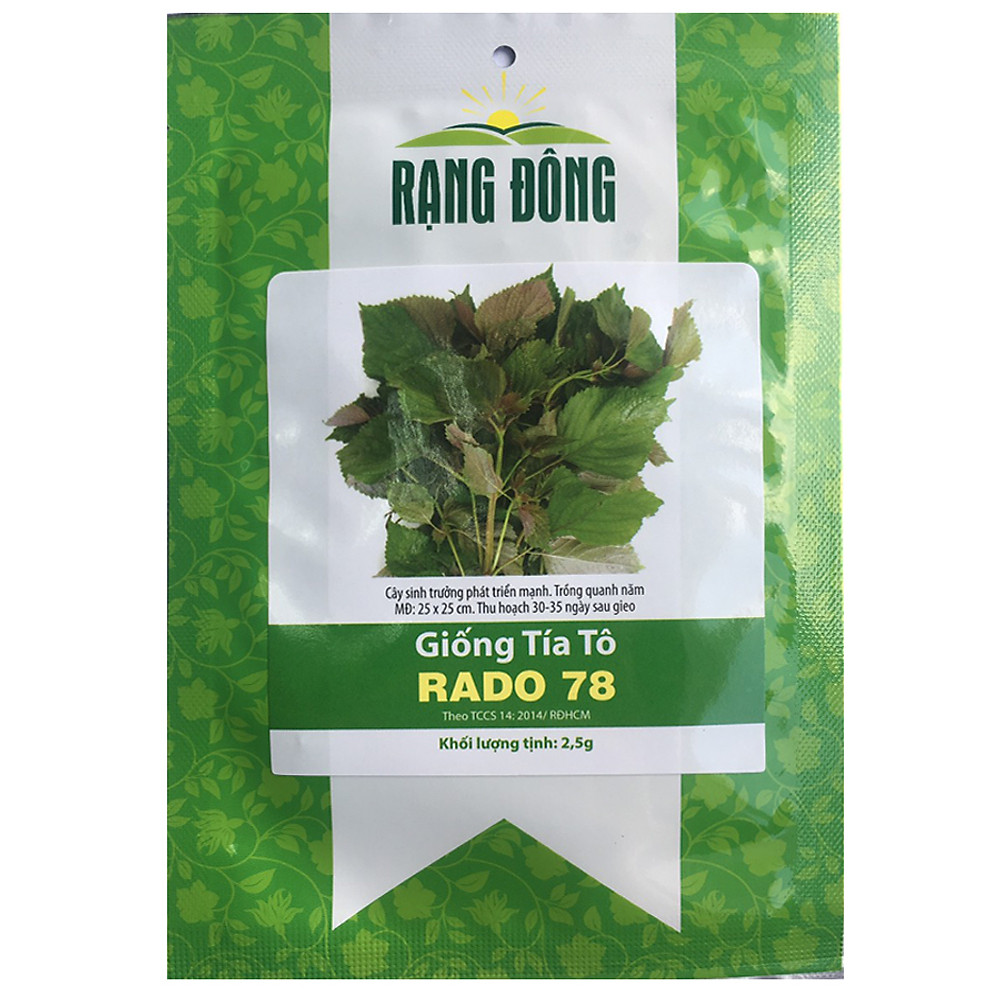 RẠNG ĐÔNG
Cây sinh trưởng phát triển mạnh. Trồng quanh năm
MĐ: 25 x 25 cm. Thu hoạch 30-35 ngày sau gieo
Giống Tía Tô
RADO 78
Theo TCCS 14: 2014/ RĐHCM
Khối lượng tịnh: 2,5g